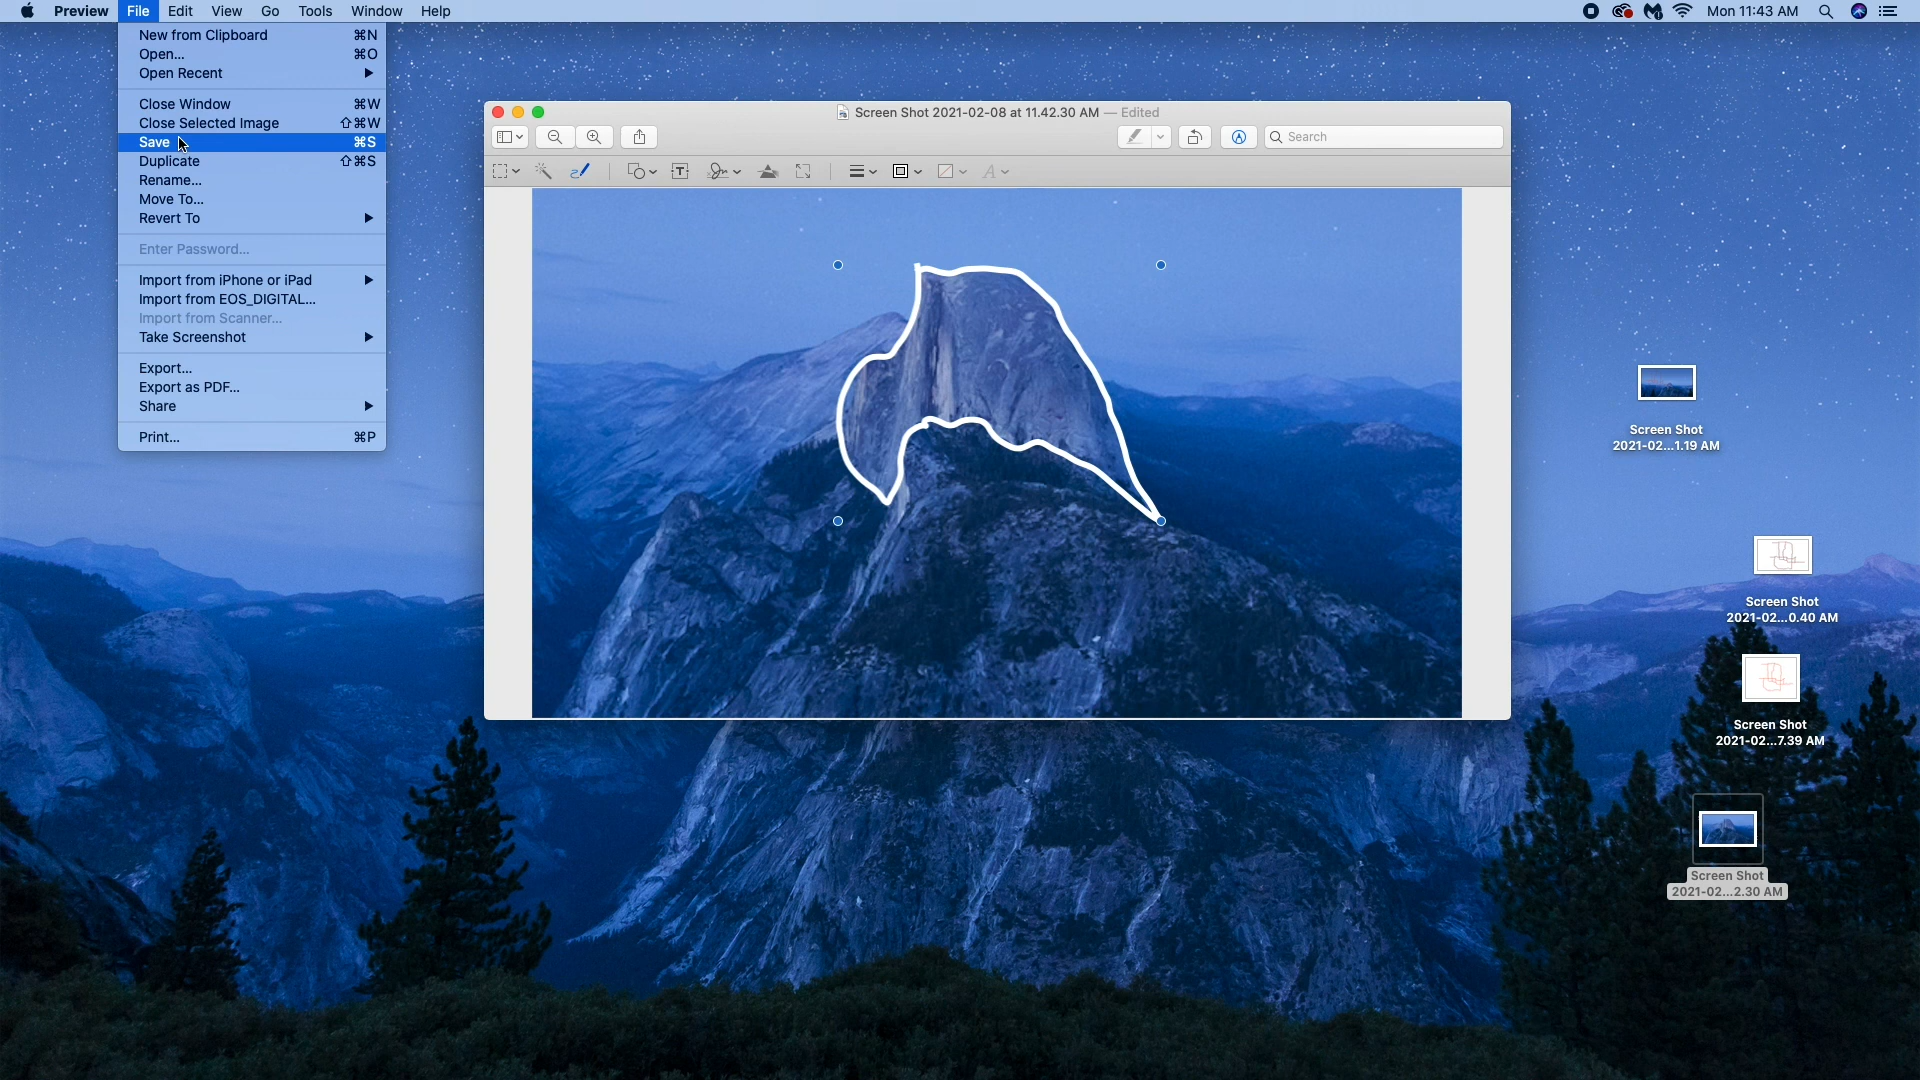 Preview File Edit View Go Tools Window Help Mon 11:43 AM
New from Clipboard ⌘N
Open... ⌘O
Open Recent
Close Window ⌘W
Close Selected Image ⇧⌘W
Save ⌘S
Duplicate ⇧⌘S
Rename...
Move To...
Revert To
Enter Password...
Import from iPhone or iPad
Import from EOS_DIGITAL...
Import from Scanner...
Take Screenshot
Export...
Export as PDF...
Share
Print... ⌘P
Screen Shot 2021-02-08 at 11.42.30 AM — Edited
Search
T
A
Screen Shot
2021-02...1.19 AM
Screen Shot
2021-02...0.40 AM
Screen Shot
2021-02...7.39 AM
Screen Shot
2021-02...2.30 AM